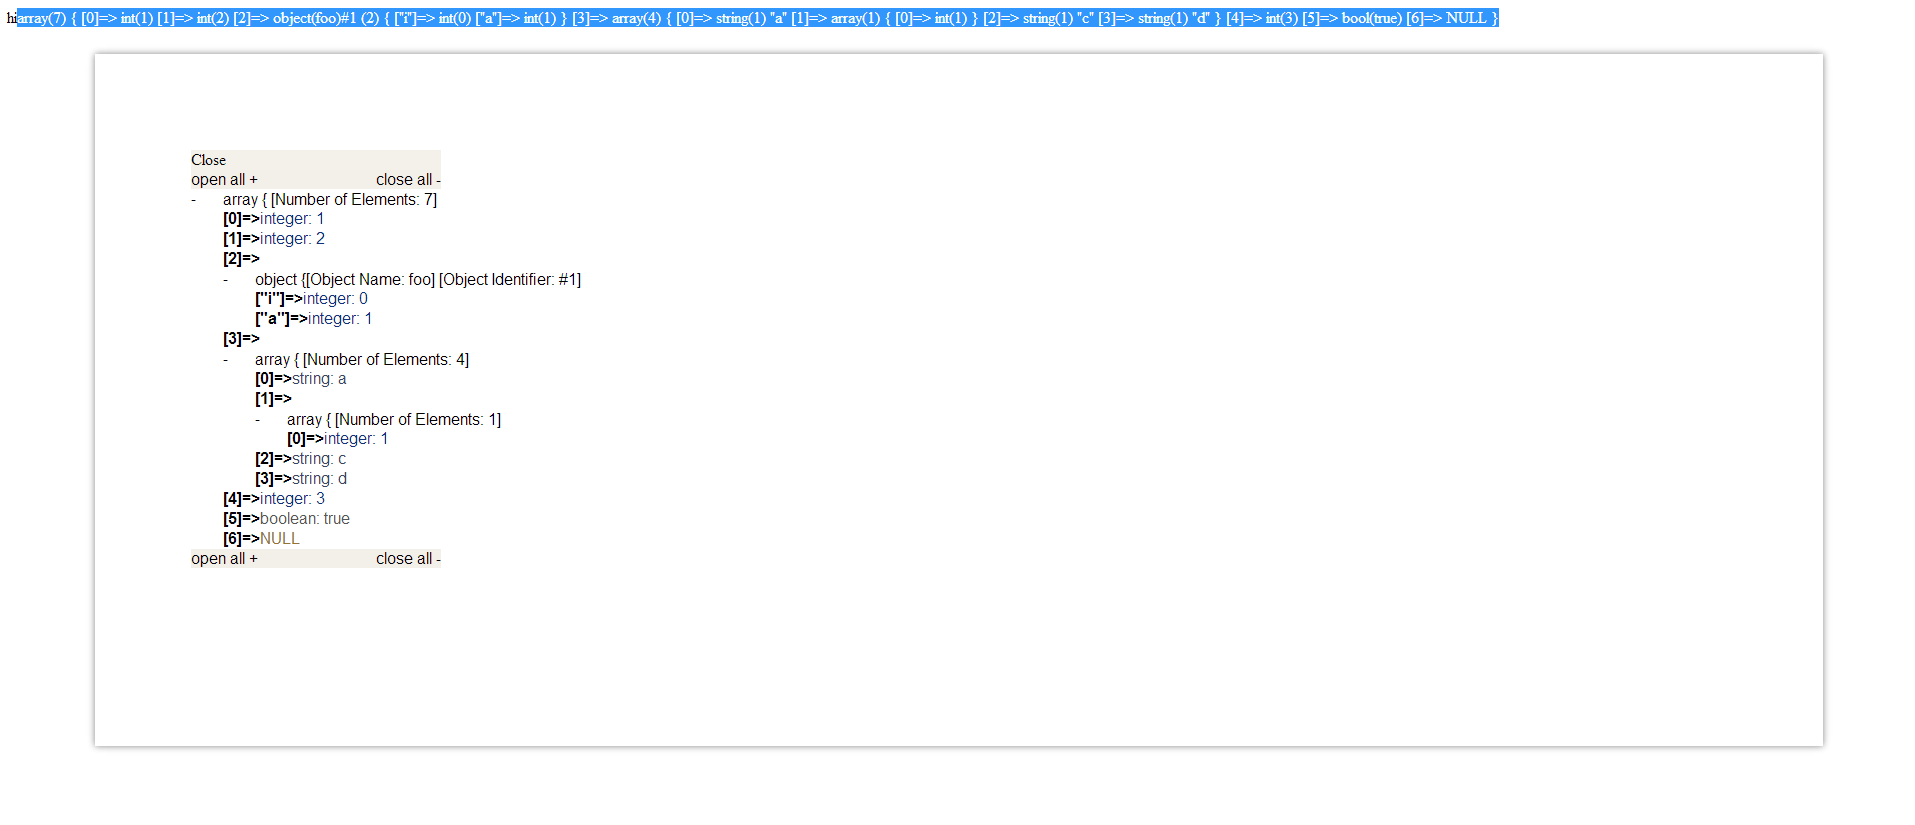 hiarray(7) { [0]=> int(1) [1]=> int(2) [2]=> object(foo)#1 (2) { ["i"]=> int(0) ["a"]=> int(1) } [3]=> array(4) { [0]=> string(1) "a" [1]=> array(1) { [0]=> int(1) } [2]=> string(1) "c" [3]=> string(1) "d" } [4]=> int(3) [5]=> bool(true) [6]=> NULL }
Close
open all + close all -
- array { [Number of Elements: 7]
[0]=>integer: 1
[1]=>integer: 2
[2]=>
- object {[Object Name: foo] [Object Identifier: #1]
["i"]=>integer: 0
["a"]=>integer: 1
[3]=>
- array { [Number of Elements: 4]
[0]=>string: a
[1]=>
- array { [Number of Elements: 1]
[0]=>integer: 1
[2]=>string: c
[3]=>string: d
[4]=>integer: 3
[5]=>boolean: true
[6]=>NULL
open all + close all -